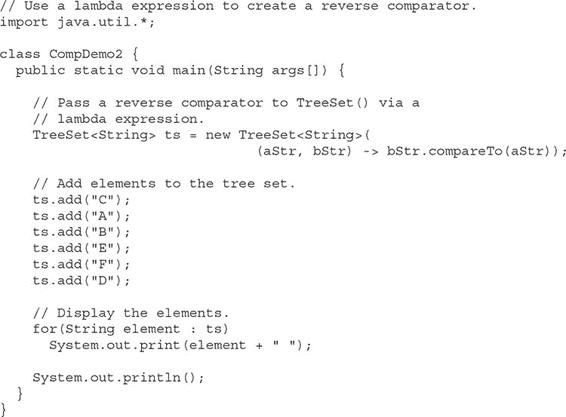 // Use a lambda expression to create a reverse comparator.
import java.util.*;

class CompDemo2 {
  public static void main(String args[]) {

    // Pass a reverse comparator to TreeSet() via a
    // lambda expression.
    TreeSet<String> ts = new TreeSet<String>(
                              (aStr, bStr) -> bStr.compareTo(aStr));

    // Add elements to the tree set.
    ts.add("C");
    ts.add("A");
    ts.add("B");
    ts.add("E");
    ts.add("F");
    ts.add("D");

    // Display the elements.
    for(String element : ts)
      System.out.print(element + " ");

    System.out.println();
  }
}